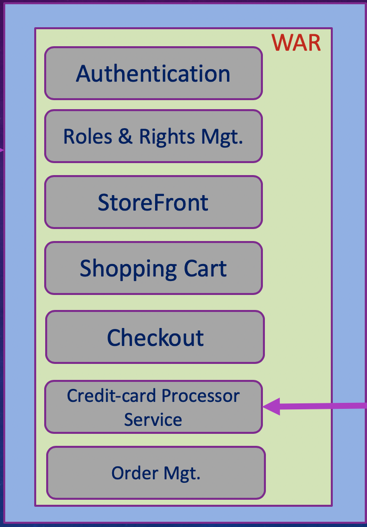 WAR
Authentication
Roles & Rights Mgt.
StoreFront
Shopping Cart
Checkout
Credit-card Processor
Service
Order Mgt.